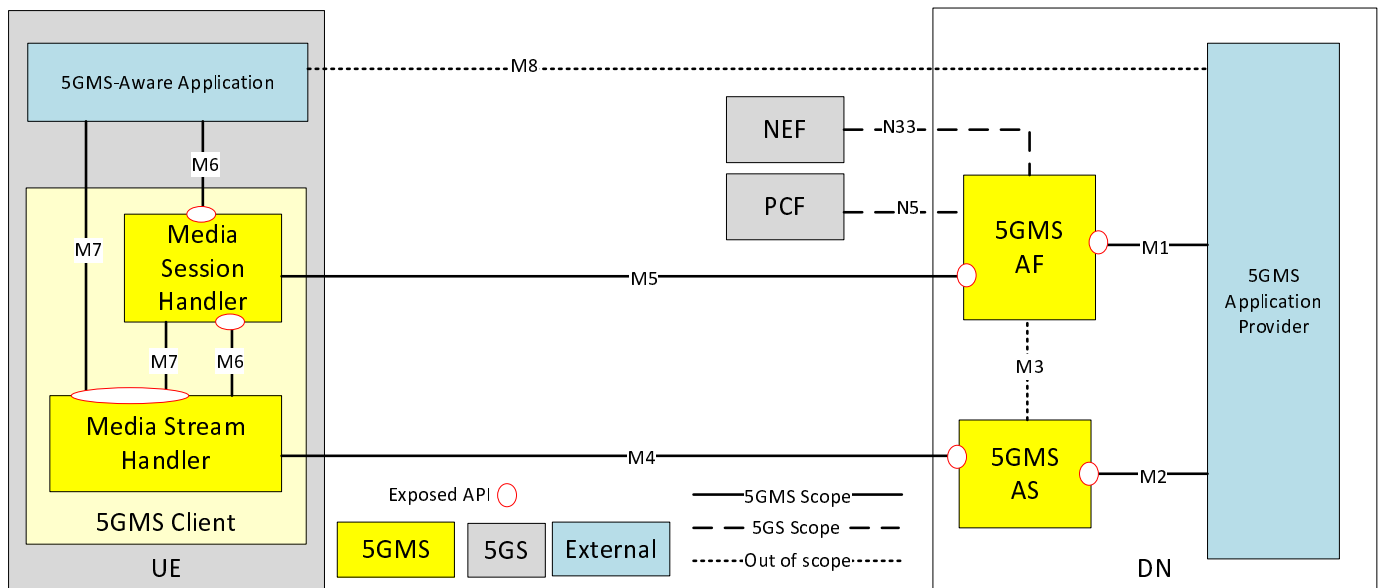 5GMS-Aware Application
M8
NEF
N33
M6
PCF
N5
Media
Session
Handler
M7
5GMS
AF
M1
M5
5GMS
Application
Provider
M7
M6
M3
Media Stream
Handler
M4
5GMS
AS
M2
Exposed API
5GMS Scope
5GS Scope
Out of scope
5GMS Client
5GMS
5GS
External
UE
DN